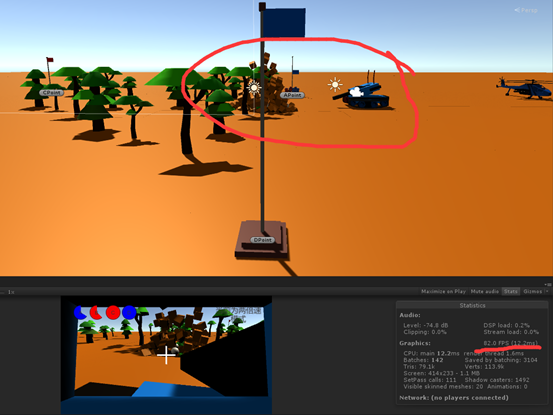 Persp
CPoint
APoint
DPoint
1x
Maximize on Play Mute audio Stats Gizmos
Statistics
Audio:
Level: -74.8 dB DSP load: 0.2%
Clipping: 0.0% Stream load: 0.0%
Graphics: 82.0 FPS (12.2ms)
CPU: main 12.2ms render thread 1.6ms
Batches: 142 Saved by batching: 3104
Tris: 79.1k Verts: 113.9k
Screen: 414x233 - 1.1 MB
SetPass calls: 111 Shadow casters: 1492
Visible skinned meshes: 20 Animations: 0
Network: (no players connected)